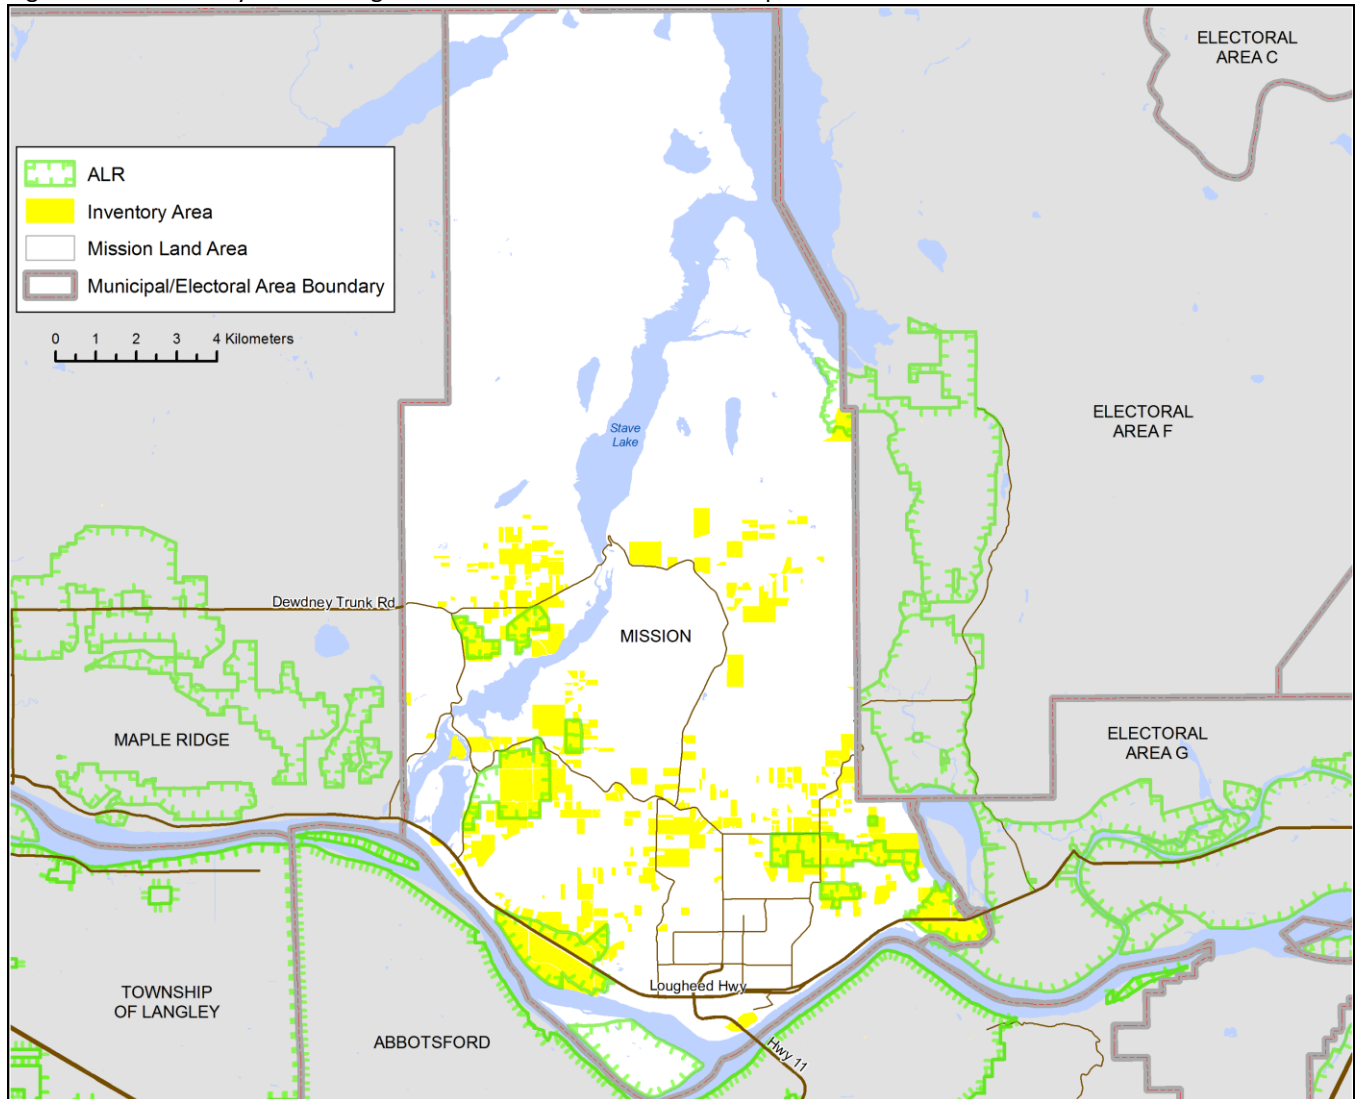 ELECTORAL
AREA C
ALR
Inventory Area
Mission Land Area
Municipal/Electoral Area Boundary
0 1 2 3 4 Kilometers
ELECTORAL
AREA F
Stave
Lake
Dewdney Trunk Rd
MISSION
MAPLE RIDGE
ELECTORAL
AREA G
Lougheed Hwy
TOWNSHIP
OF LANGLEY
ABBOTSFORD
Hwy 11